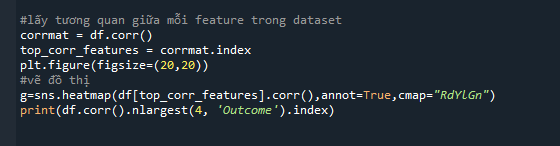 #lấy tương quan giữa mỗi feature trong dataset
corrmat = df.corr()
top_corr_features = corrmat.index
plt.figure(figsize=(20,20))
#vẽ đồ thị
g=sns.heatmap(df[top_corr_features].corr(),annot=True,cmap="RdYlGn")
print(df.corr().nlargest(4, 'Outcome').index)